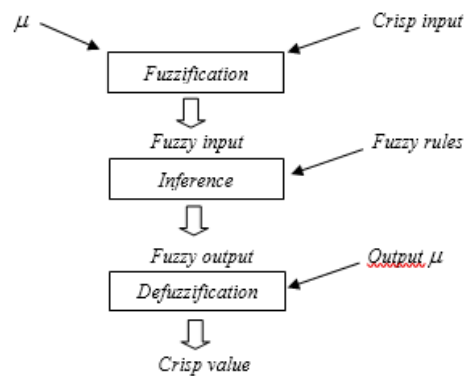 μ
Crisp input
Fuzzification
Fuzzy input
Fuzzy rules
Inference
Fuzzy output
Output μ
Defuzzification
Crisp value